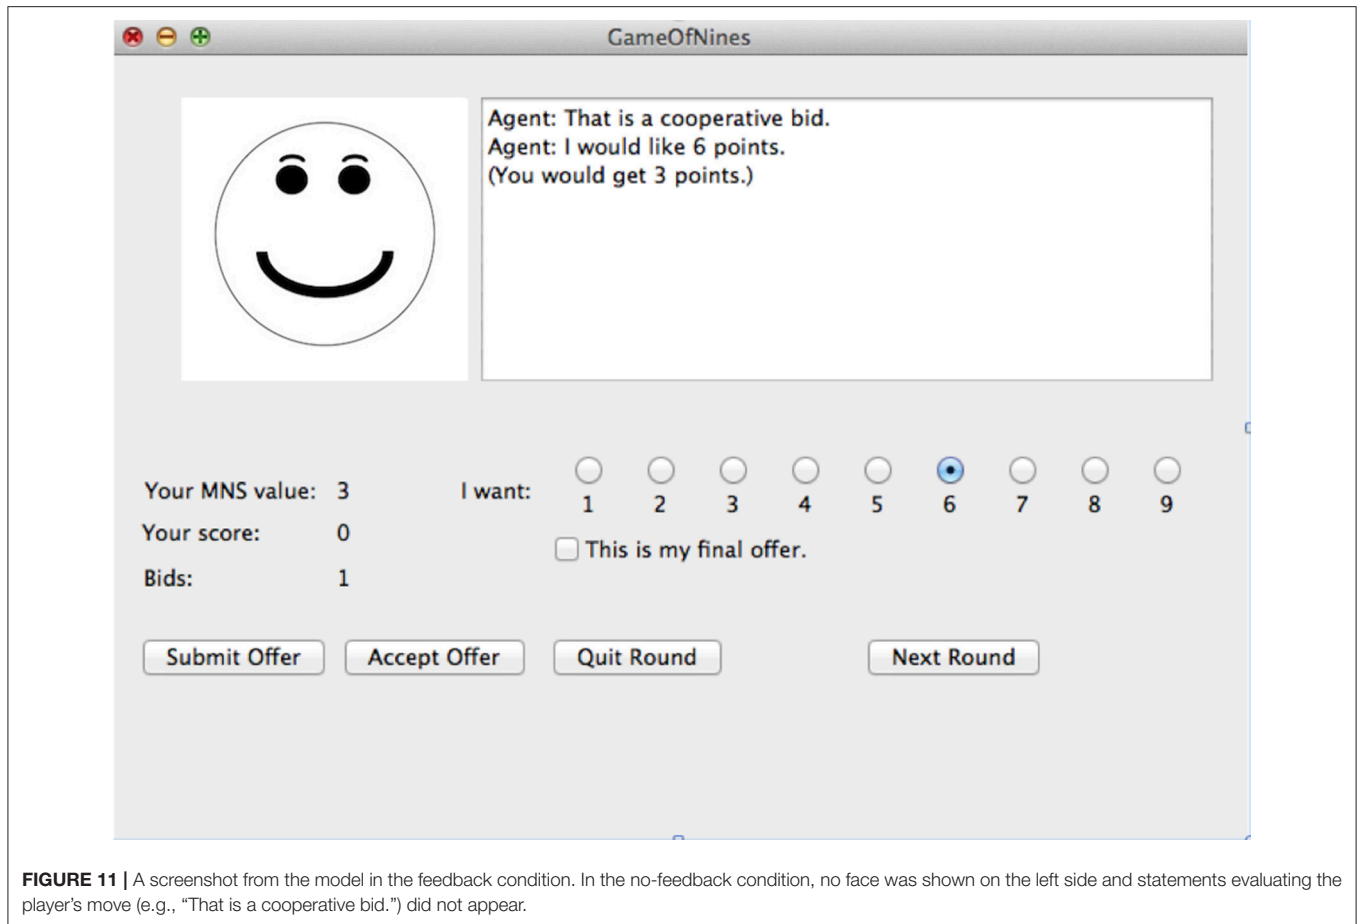 GameOfNines
Agent: That is a cooperative bid.
Agent: I would like 6 points.
(You would get 3 points.)
Your MNS value: 3
I want:
1 2 3 4 5 6 7 8 9
Your score: 0
This is my final offer.
Bids: 1
Submit Offer Accept Offer Quit Round Next Round
FIGURE 11 | A screenshot from the model in the feedback condition. In the no-feedback condition, no face was shown on the left side and statements evaluating the
player's move (e.g., “That is a cooperative bid.”) did not appear.